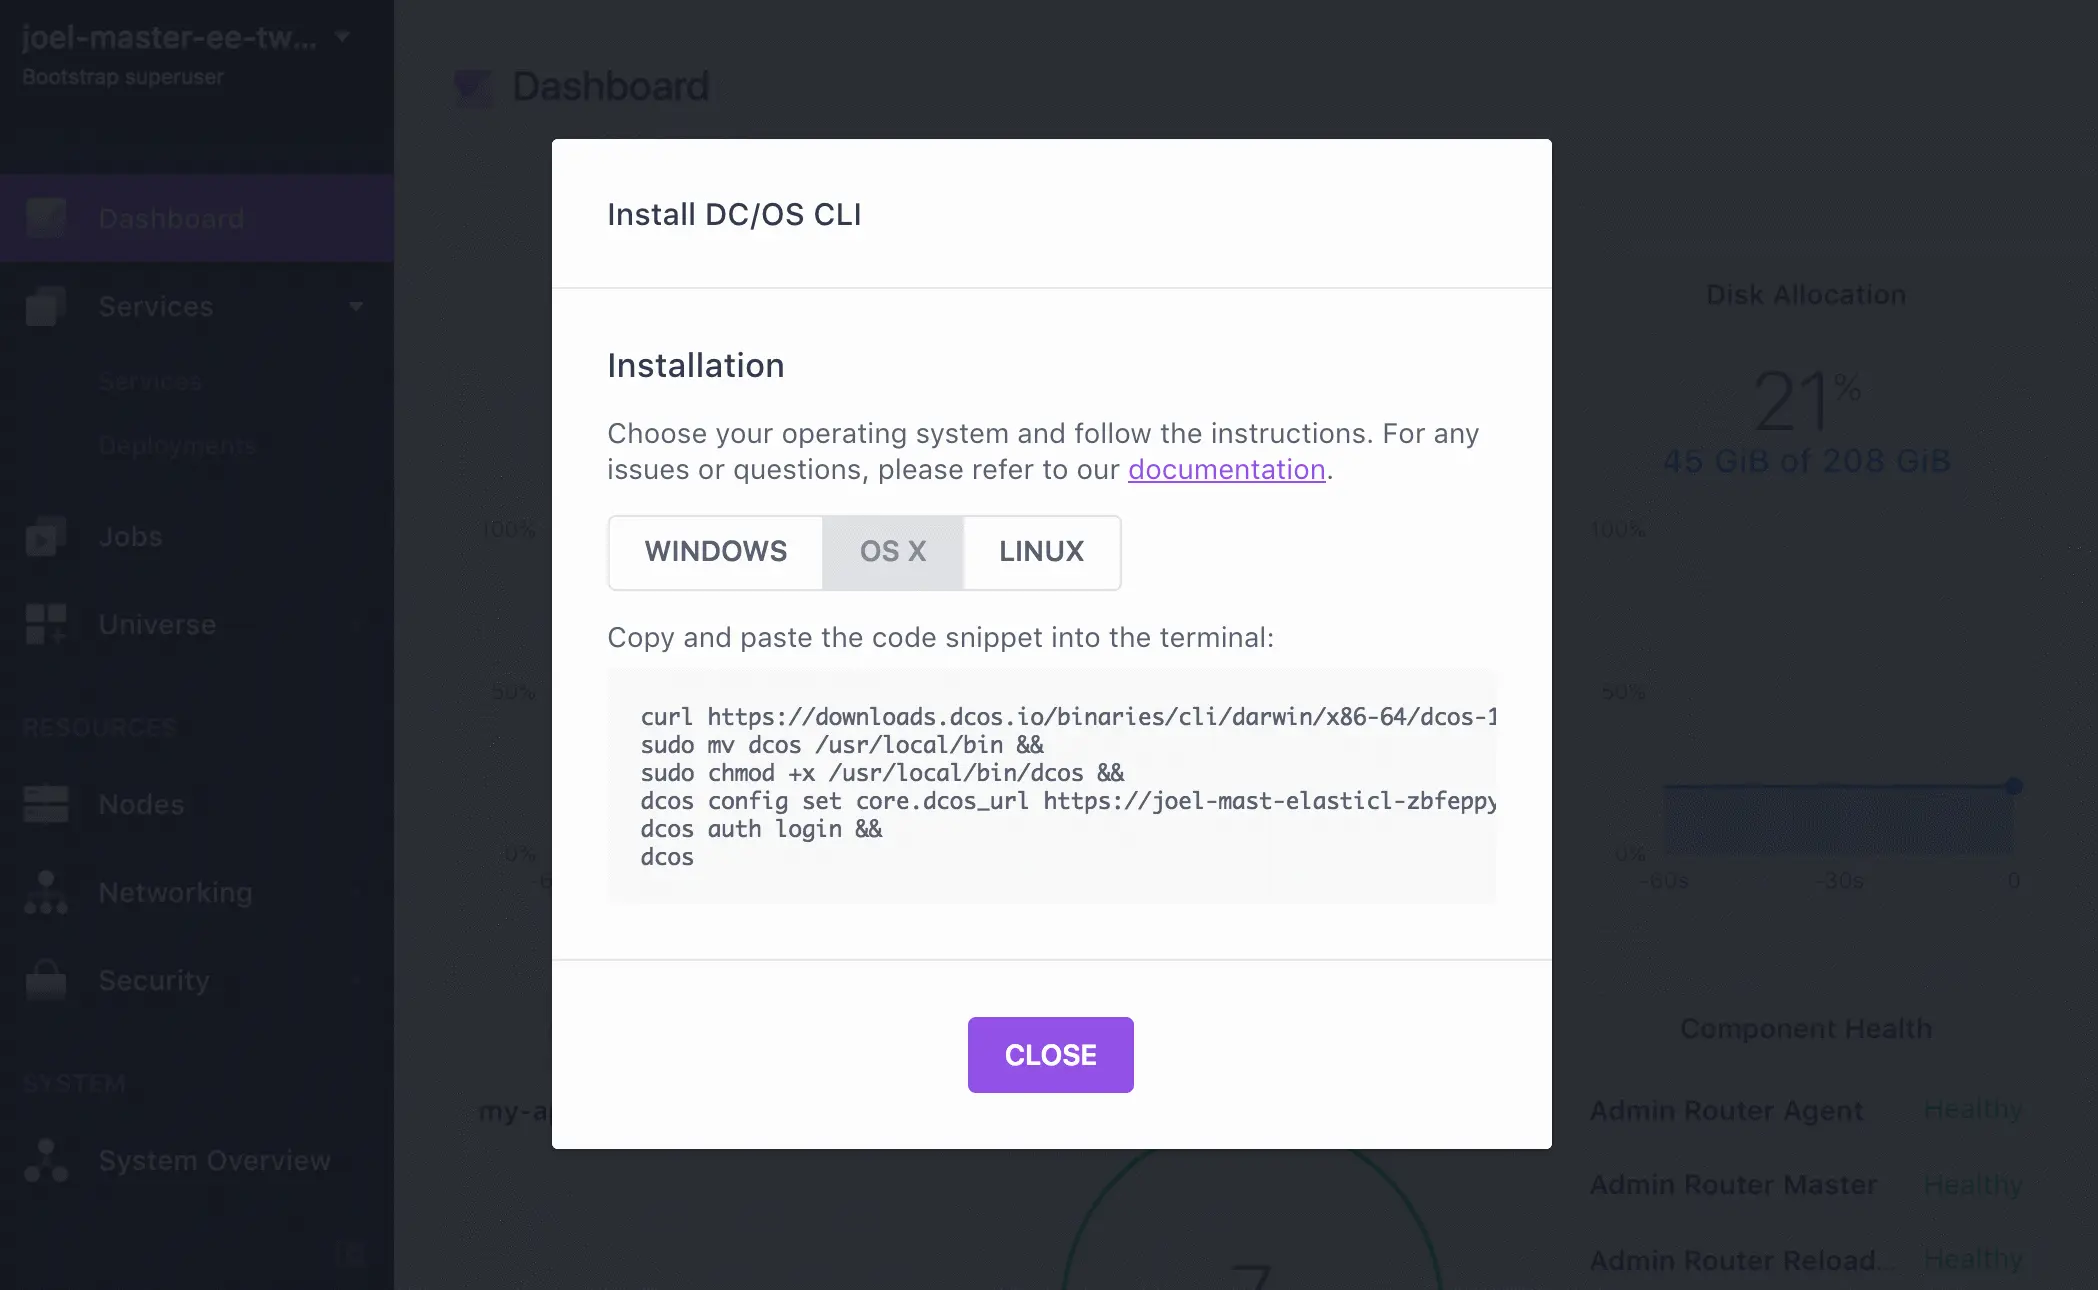 joel-master-ee-tw...
Bootstrap superuser
Dashboard
Services
Services
Deployments
Jobs
Universe
RESOURCES
Nodes
Networking
Security
SYSTEM
System Overview
Dashboard
Install DC/OS CLI
Installation
Choose your operating system and follow the instructions. For any
issues or questions, please refer to our documentation.
WINDOWS
OS X
LINUX
Copy and paste the code snippet into the terminal:
curl https://downloads.dcos.io/binaries/cli/darwin/x86-64/dcos-1
sudo mv dcos /usr/local/bin &&
sudo chmod +x /usr/local/bin/dcos &&
dcos config set core.dcos_url https://joel-mast-elasticl-zbfeppy
dcos auth login &&
dcos
CLOSE
100%
50%
0%
my-a
7
Disk Allocation
21%
45 GiB of 208 GiB
100%
50%
0%
-60s
-30s
0
Component Health
Admin Router Agent Healthy
Admin Router Master Healthy
Admin Router Reload... Healthy